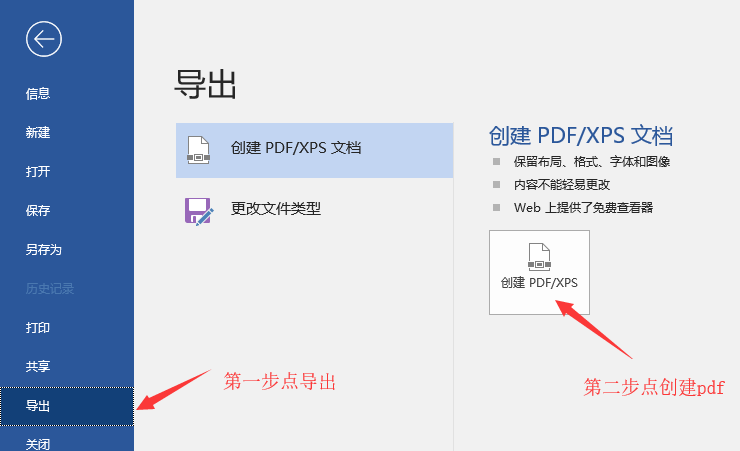 信息
新建
打开
保存
另存为
历史记录
打印
共享
导出
关闭
导出
创建 PDF/XPS 文档
更改文件类型
创建 PDF/XPS 文档
保留布局、格式、字体和图像
内容不能轻易更改
Web 上提供了免费查看器
创建 PDF/XPS
第一步点导出
第二步点创建pdf